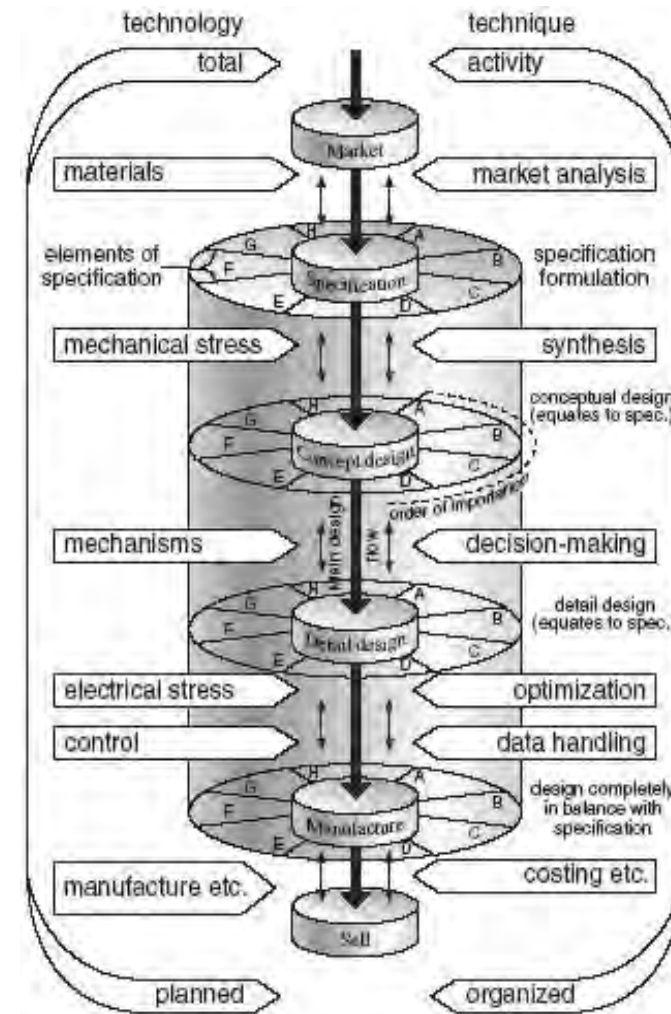 technology
technique
total
activity
Market
materials
market analysis
H
A
G
B
elements of
specification
F
Specification
C
E
D
specification
formulation
mechanical stress
synthesis
conceptual design
(equates to spec.)
H
A
G
B
F
Concept design
C
E
D
order of importation
mechanisms
Main design
flow
decision-making
H
A
G
B
F
Detail design
C
E
D
detail design
(equates to spec.)
electrical stress
optimization
control
data handling
H
A
G
B
F
Manufacture
C
E
D
design completely
in balance with
specification
manufacture etc.
costing etc.
Sell
planned
organized